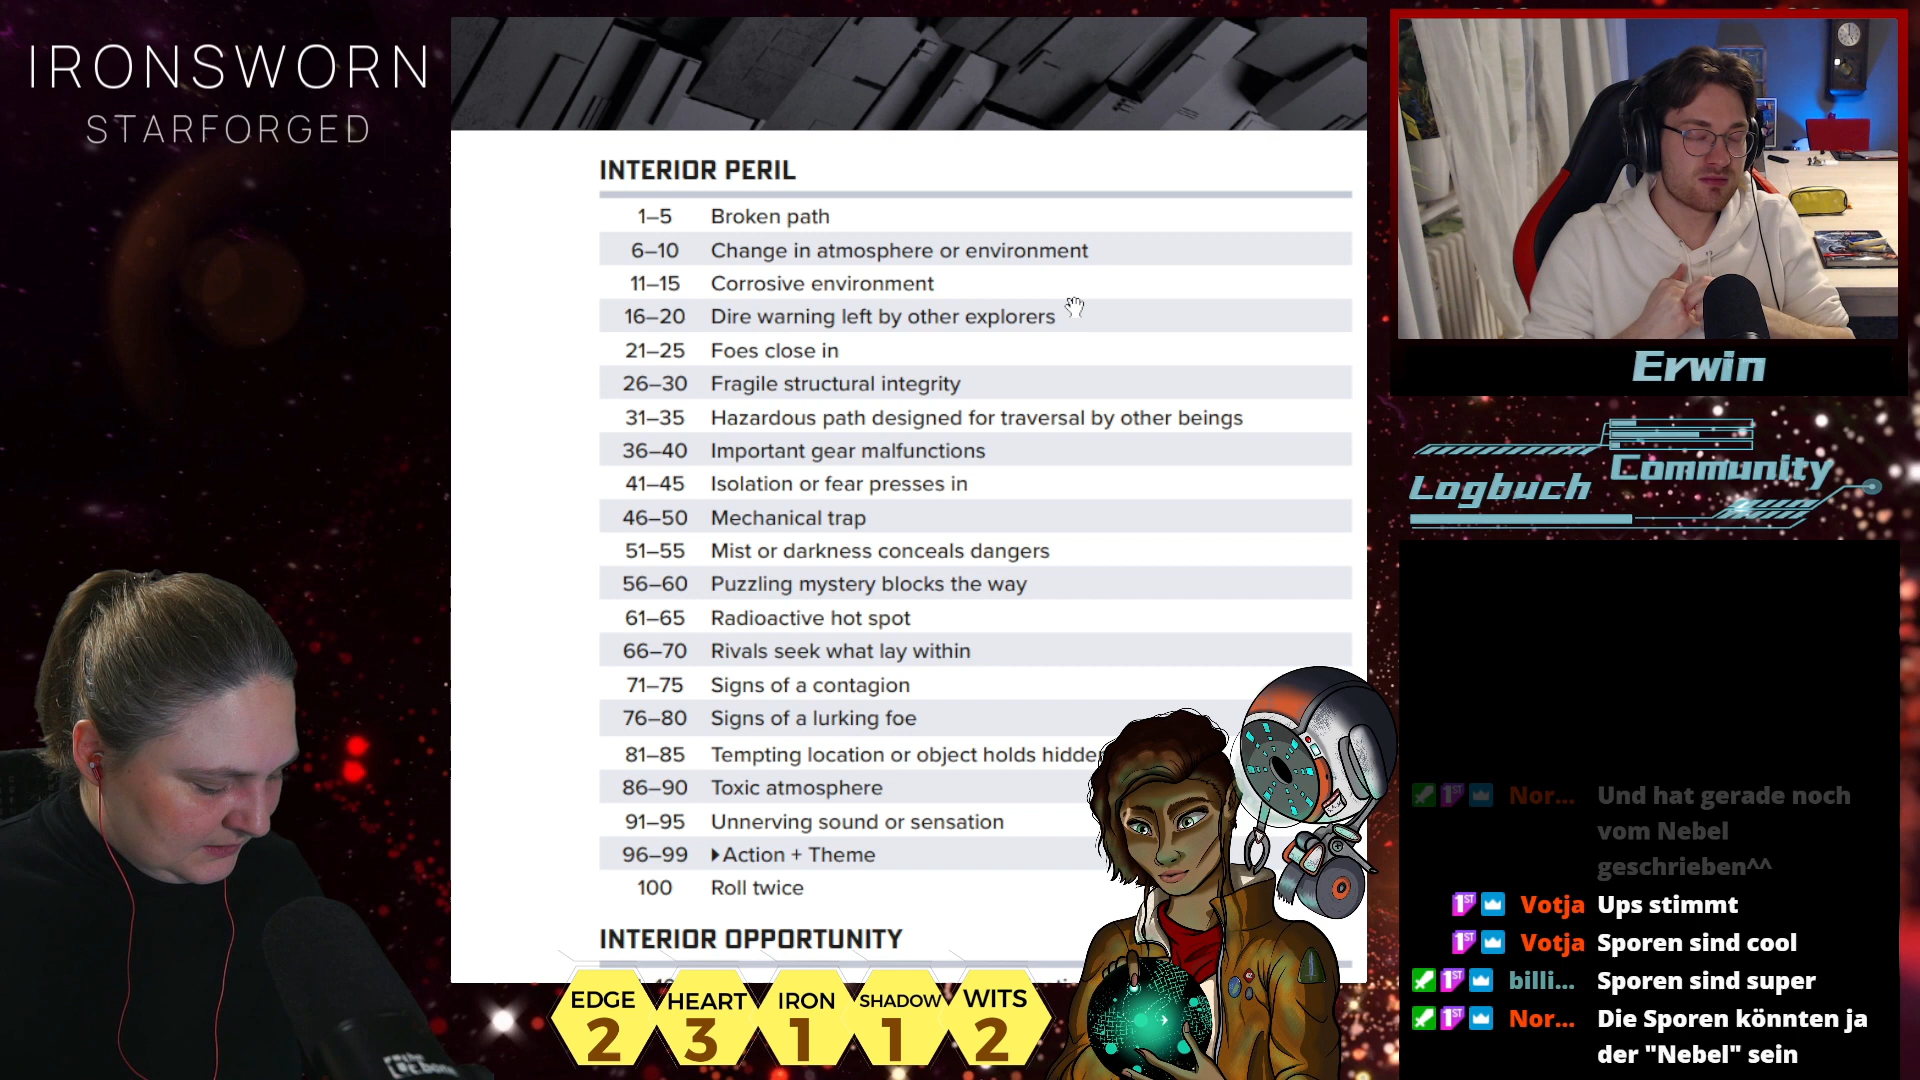 IRONSWORN
STARFORGED
INTERIOR PERIL
1–5 Broken path
6–10 Change in atmosphere or environment
11–15 Corrosive environment
16–20 Dire warning left by other explorers
21–25 Foes close in
26–30 Fragile structural integrity
31–35 Hazardous path designed for traversal by other beings
36–40 Important gear malfunctions
41–45 Isolation or fear presses in
46–50 Mechanical trap
51–55 Mist or darkness conceals dangers
56–60 Puzzling mystery blocks the way
61–65 Radioactive hot spot
66–70 Rivals seek what lay within
71–75 Signs of a contagion
76–80 Signs of a lurking foe
81–85 Tempting location or object holds hidde
86–90 Toxic atmosphere
91–95 Unnerving sound or sensation
96–99 Action + Theme
100 Roll twice
INTERIOR OPPORTUNITY
EDGE
2
HEART
3
IRON
1
SHADOW
1
WITS
2
Erwin
Logbuch Community
Nor... Und hat gerade noch
vom Nebel
geschrieben^^
1ST Votja Ups stimmt
1ST Votja Sporen sind cool
1ST billi... Sporen sind super
1ST Nor... Die Sporen könnten ja
der "Nebel" sein